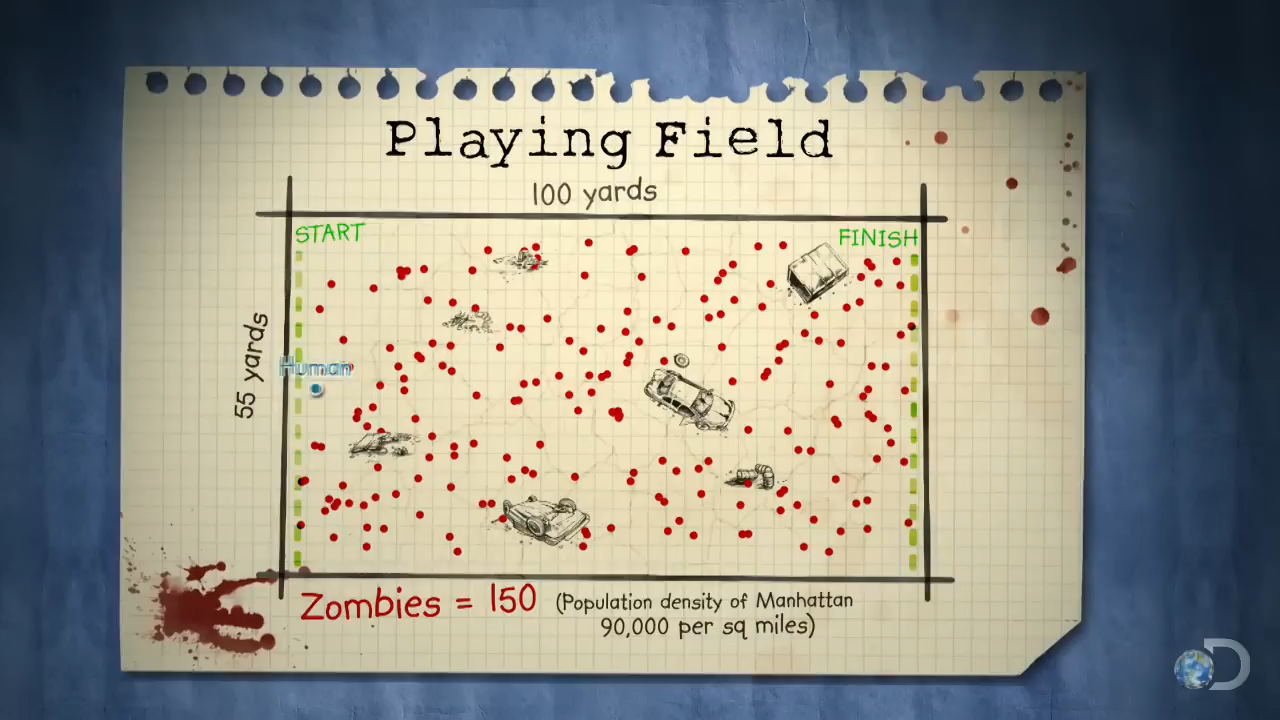 Playing Field
100 yards
START
FINISH
55 yards
Human
Zombies = 150
(Population density of Manhattan
90,000 per sq miles)
D